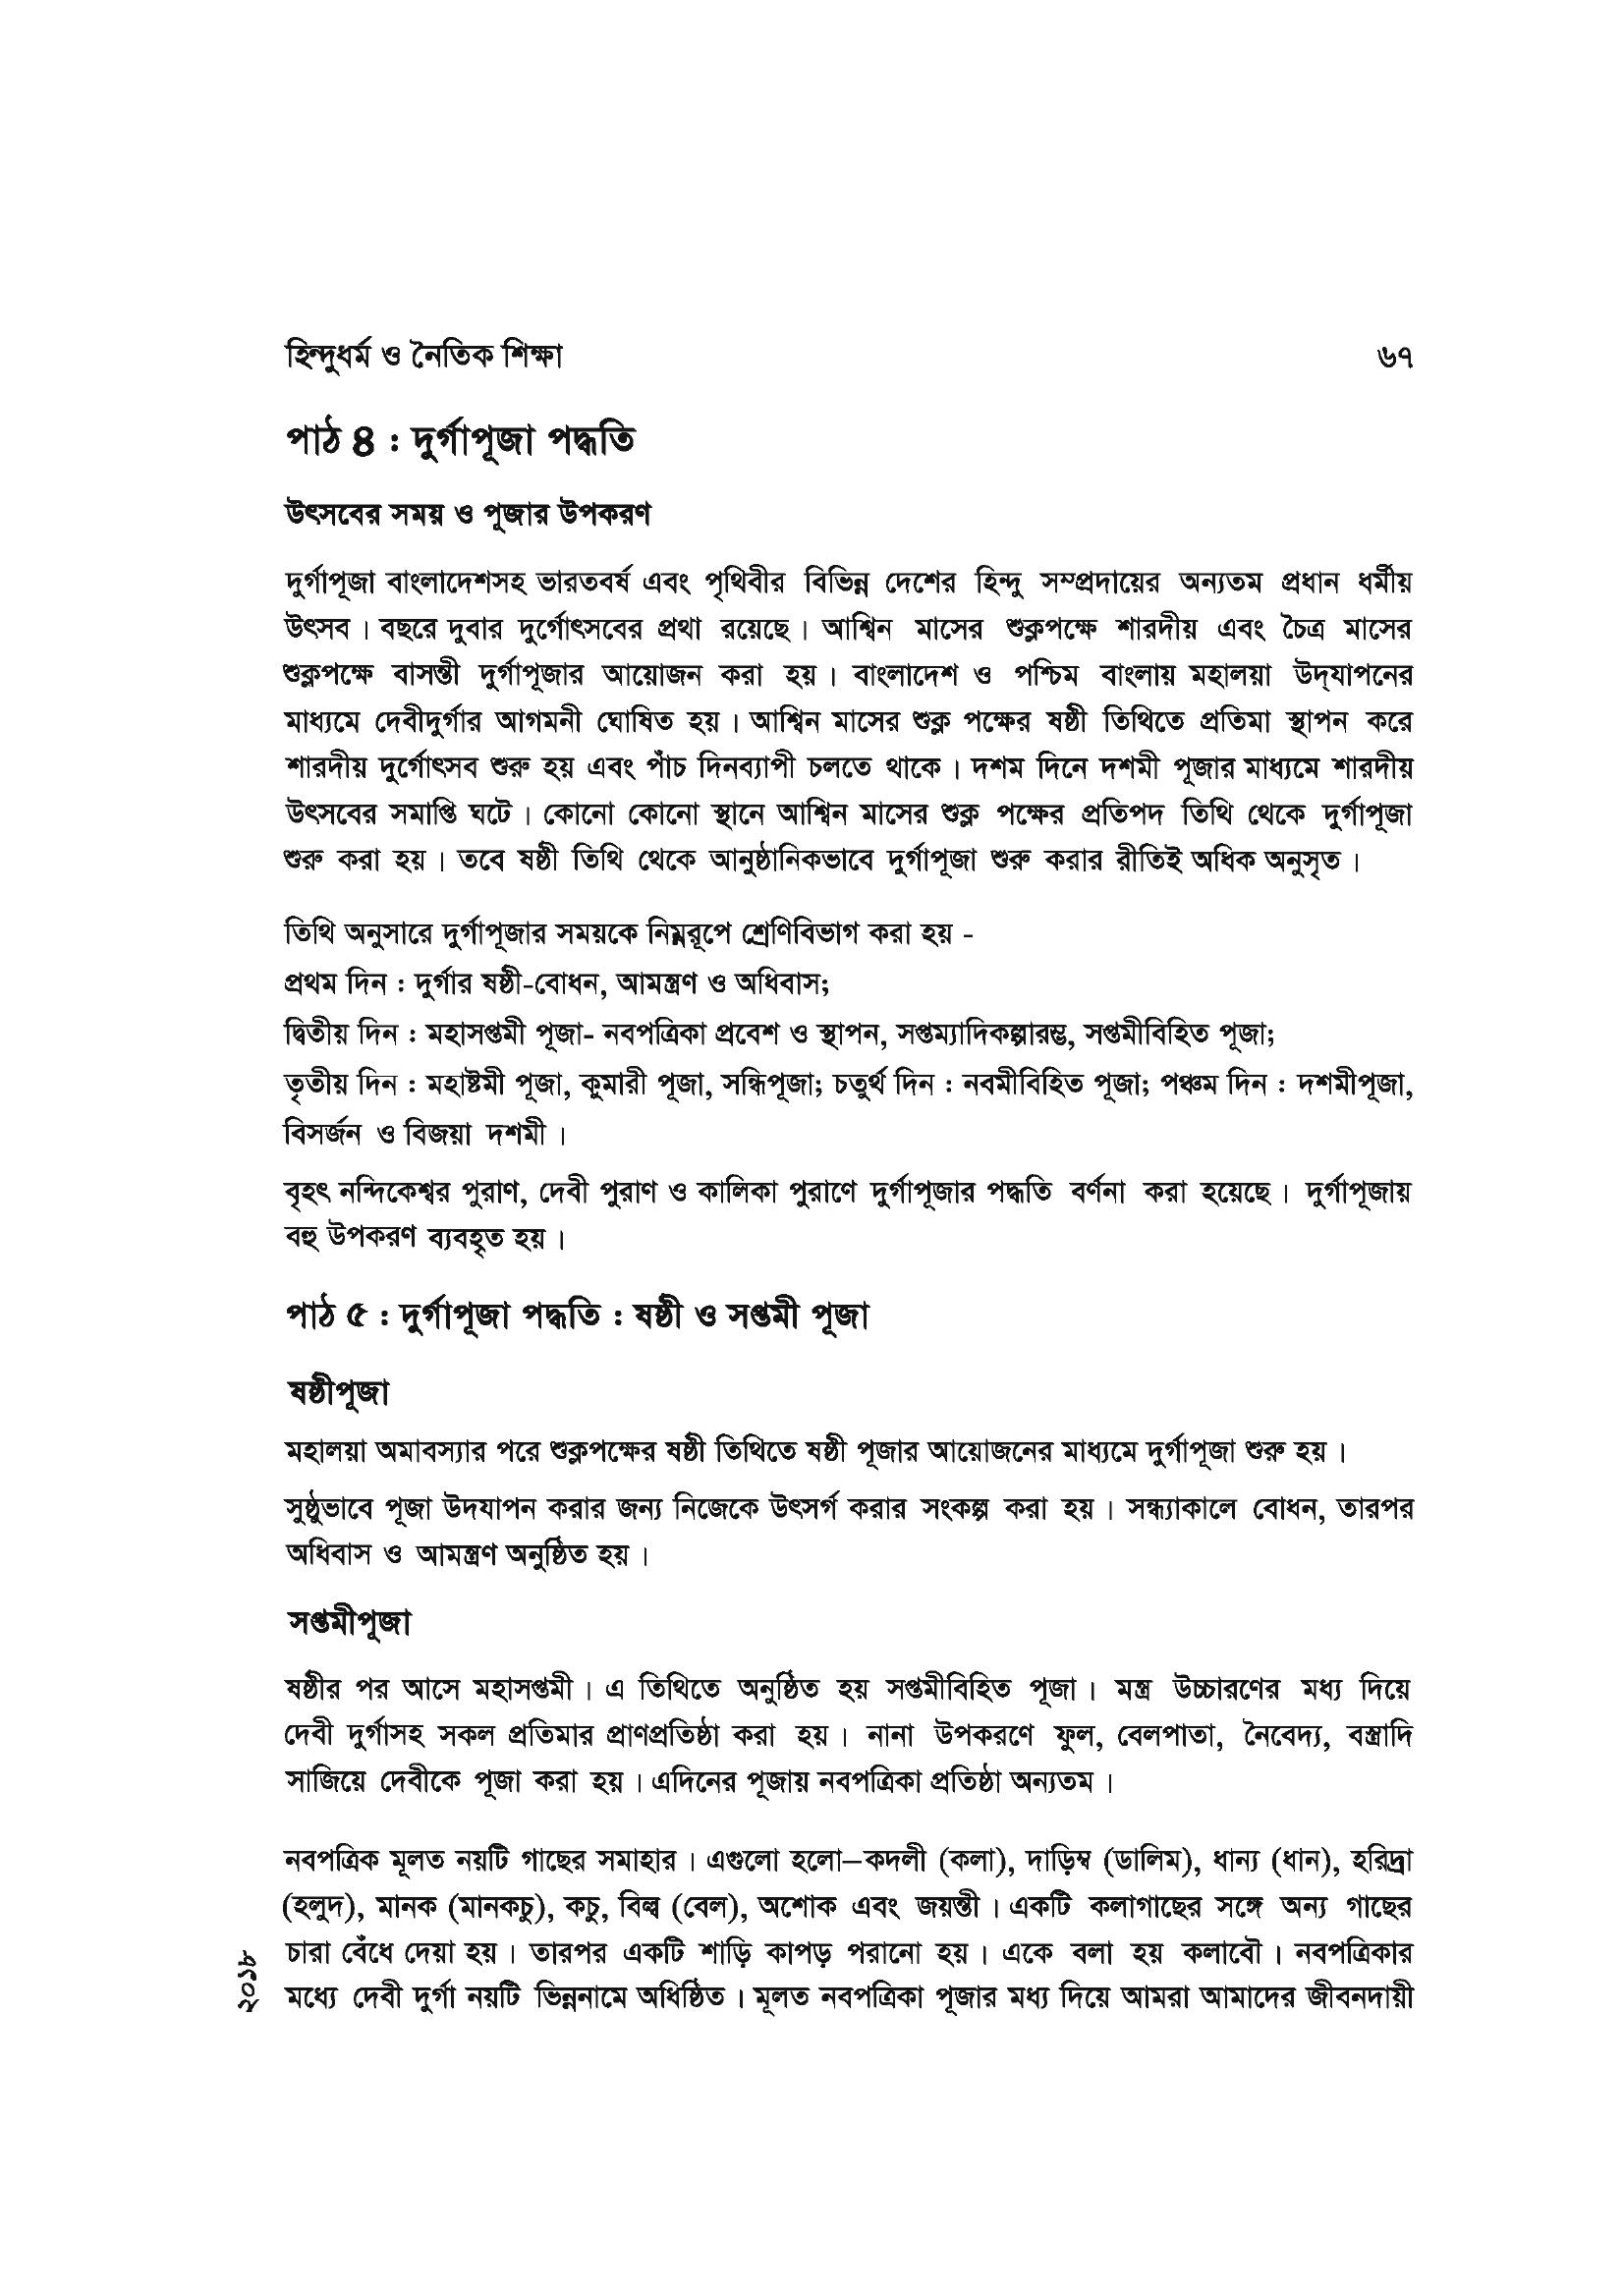 হিন্দুধর্ম ও নৈতিক শিক্ষা ৬৭
পাঠ ৪ : দুর্গাপূজা পদ্ধতি
উৎসবের সময় ও পূজার উপকরণ
দুর্গাপূজা বাংলাদেশসহ ভারতবর্ষ এবং পৃথিবীর বিভিন্ন দেশের হিন্দু সম্প্রদায়ের অন্যতম প্রধান ধর্মীয়
উৎসব। বছরে দুবার দুর্গোৎসবের প্রথা রয়েছে। আশ্বিন মাসের শুক্লপক্ষে শারদীয় এবং চৈত্র মাসের
শুক্লপক্ষে বাসন্তী দুর্গাপূজার আয়োজন করা হয়। বাংলাদেশ ও পশ্চিম বাংলায় মহালয়া উদ্‌যাপনের
মাধ্যমে দেবীদুর্গার আগমনী ঘোষিত হয়। আশ্বিন মাসের শুক্ল পক্ষের ষষ্ঠী তিথিতে প্রতিমা স্থাপন করে
শারদীয় দুর্গোৎসব শুরু হয় এবং পাঁচ দিনব্যাপী চলতে থাকে। দশম দিনে দশমী পূজার মাধ্যমে শারদীয়
উৎসবের সমাপ্তি ঘটে। কোনো কোনো স্থানে আশ্বিন মাসের শুক্ল পক্ষের প্রতিপদ তিথি থেকে দুর্গাপূজা
শুরু করা হয়। তবে ষষ্ঠী তিথি থেকে আনুষ্ঠানিকভাবে দুর্গাপূজা শুরু করার রীতিই অধিক অনুসৃত।
তিথি অনুসারে দুর্গাপূজার সময়কে নিম্নরূপে শ্রেণিবিভাগ করা হয় -
প্রথম দিন : দুর্গার ষষ্ঠী-বোধন, আমন্ত্রণ ও অধিবাস;
দ্বিতীয় দিন : মহাসপ্তমী পূজা- নবপত্রিকা প্রবেশ ও স্থাপন, সপ্তম্যাদিকল্পারম্ভ, সপ্তমীবিহিত পূজা;
তৃতীয় দিন : মহাষ্টমী পূজা, কুমারী পূজা, সন্ধিপূজা; চতুর্থ দিন : নবমীবিহিত পূজা; পঞ্চম দিন : দশমীপূজা,
বিসর্জন ও বিজয়া দশমী।
বৃহৎ নন্দিকেশ্বর পুরাণ, দেবী পুরাণ ও কালিকা পুরাণে দুর্গাপূজার পদ্ধতি বর্ণনা করা হয়েছে। দুর্গাপূজায়
বহু উপকরণ ব্যবহৃত হয়।
পাঠ ৫ : দুর্গাপূজা পদ্ধতি : ষষ্ঠী ও সপ্তমী পূজা
ষষ্ঠীপূজা
মহালয়া অমাবস্যার পরে শুক্লপক্ষের ষষ্ঠী তিথিতে ষষ্ঠী পূজার আয়োজনের মাধ্যমে দুর্গাপূজা শুরু হয়।
সুষ্ঠুভাবে পূজা উদযাপন করার জন্য নিজেকে উৎসর্গ করার সংকল্প করা হয়। সন্ধ্যাকালে বোধন, তারপর
অধিবাস ও আমন্ত্রণ অনুষ্ঠিত হয়।
সপ্তমীপূজা
ষষ্ঠীর পর আসে মহাসপ্তমী। এ তিথিতে অনুষ্ঠিত হয় সপ্তমীবিহিত পূজা। মন্ত্র উচ্চারণের মধ্য দিয়ে
দেবী দুর্গাসহ সকল প্রতিমার প্রাণপ্রতিষ্ঠা করা হয়। নানা উপকরণে ফুল, বেলপাতা, নৈবেদ্য, বস্ত্রাদি
সাজিয়ে দেবীকে পূজা করা হয়। এদিনের পূজায় নবপত্রিকা প্রতিষ্ঠা অন্যতম।
নবপত্রিক মূলত নয়টি গাছের সমাহার। এগুলো হলো–কদলী (কলা), দাড়িম্ব (ডালিম), ধান্য (ধান), হরিদ্রা
(হলুদ), মানক (মানকচু), কচু, বিল্ব (বেল), অশোক এবং জয়ন্তী। একটি কলাগাছের সঙ্গে অন্য গাছের
চারা বেঁধে দেয়া হয়। তারপর একটি শাড়ি কাপড় পরানো হয়। একে বলা হয় কলাবৌ। নবপত্রিকার
মধ্যে দেবী দুর্গা নয়টি ভিন্ননামে অধিষ্ঠিত। মূলত নবপত্রিকা পূজার মধ্য দিয়ে আমরা আমাদের জীবনদায়ী
২০১৮